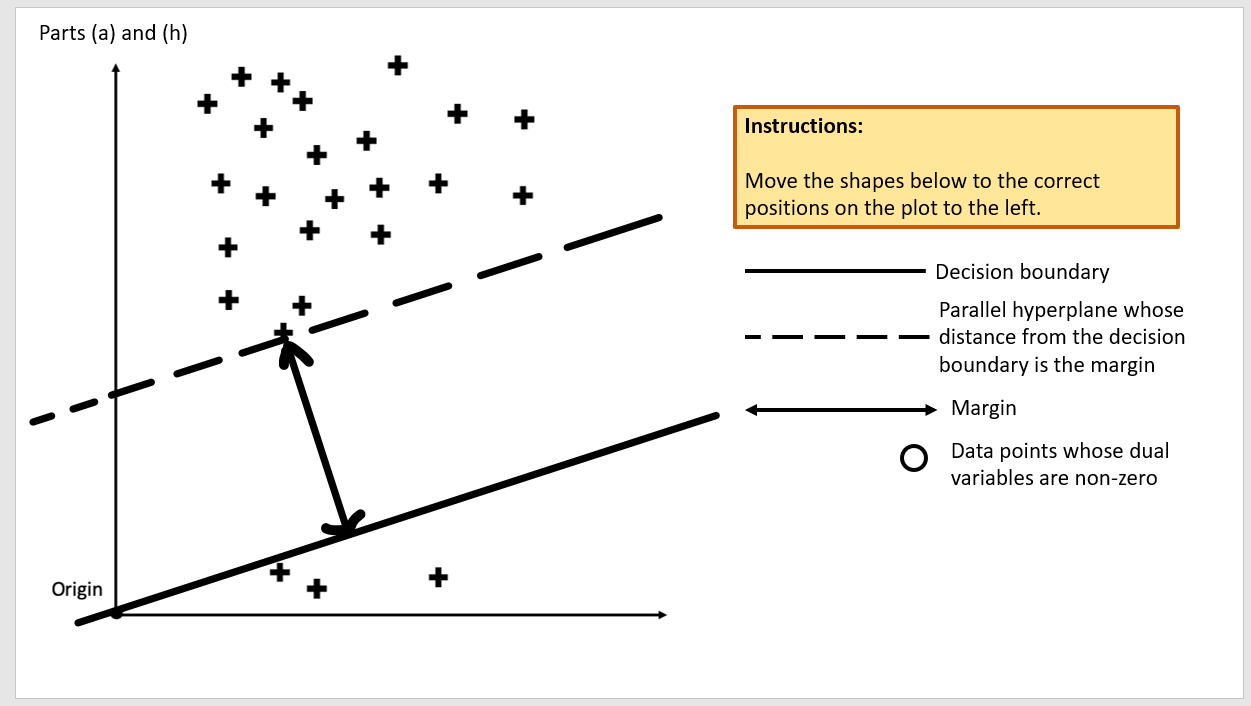 Parts (a) and (h)
Instructions:
Move the shapes below to the correct
positions on the plot to the left.
Decision boundary
Parallel hyperplane whose
distance from the decision
boundary is the margin
Margin
Data points whose dual
variables are non-zero
Origin